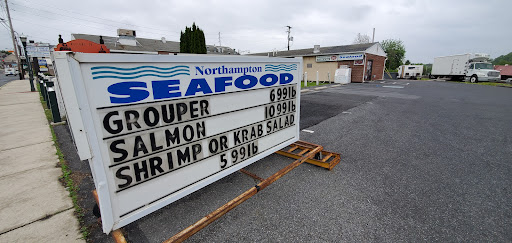 Northampton
SEAFOOD
GROUPER 699lb
SALMON 1099lb
SHRIMP OR KRAB SALAD
599lb